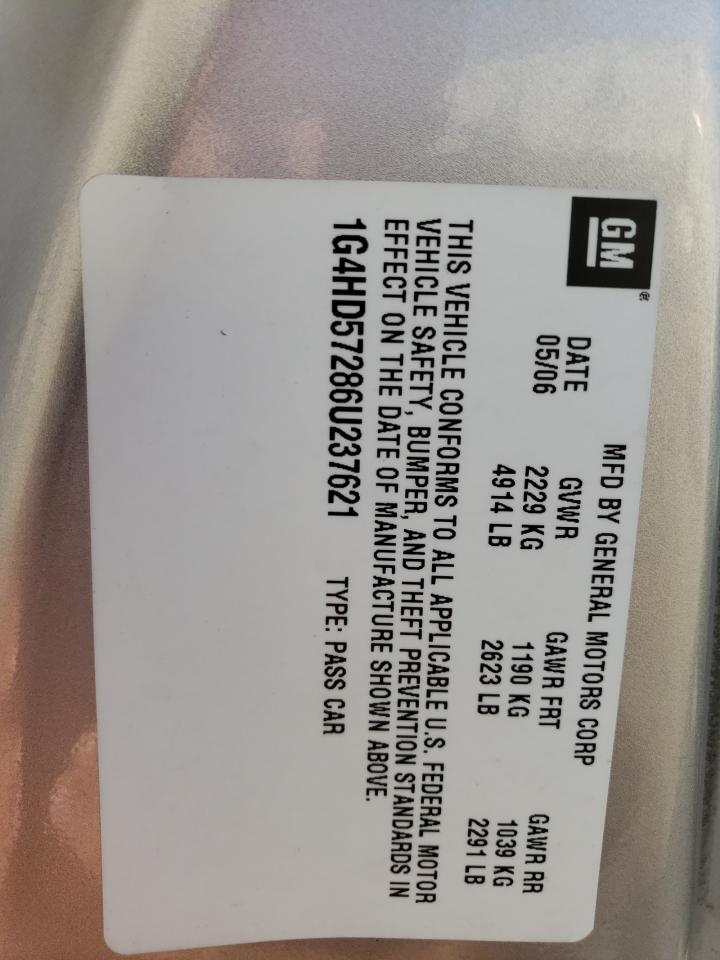 GM®
MFD BY GENERAL MOTORS CORP
DATE GVWR GAWR FRT GAWR RR
05/06 2229 KG 1190 KG 1039 KG
4914 LB 2623 LB 2291 LB
THIS VEHICLE CONFORMS TO ALL APPLICABLE U.S. FEDERAL MOTOR
VEHICLE SAFETY, BUMPER, AND THEFT PREVENTION STANDARDS IN
EFFECT ON THE DATE OF MANUFACTURE SHOWN ABOVE.
1G4HD57286U237621 TYPE: PASS CAR